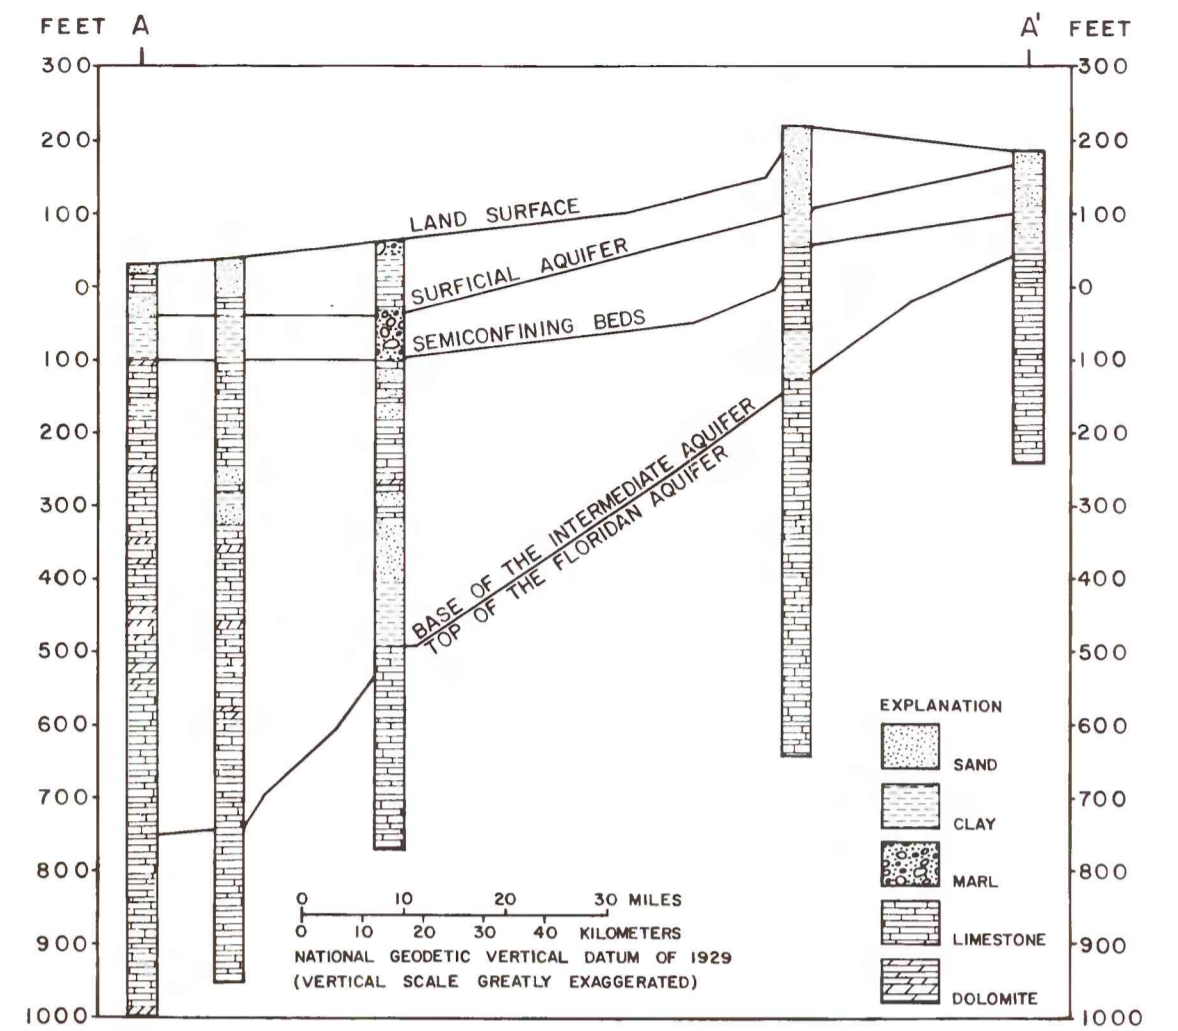 FEET A A' FEET
300 300
200 200
100 100
0 0
100 100
200 200
300 300
400 400
500 500
600 600
700 700
800 800
900 900
1000 1000
LAND SURFACE
SURFICIAL AQUIFER
SEMICONFINING BEDS
BASE OF THE INTERMEDIATE AQUIFER
TOP OF THE FLORIDAN AQUIFER
EXPLANATION
SAND
CLAY
MARL
LIMESTONE
DOLOMITE
0 10 20 30 MILES
0 10 20 30 40 KILOMETERS
NATIONAL GEODETIC VERTICAL DATUM OF 1929
(VERTICAL SCALE GREATLY EXAGGERATED)